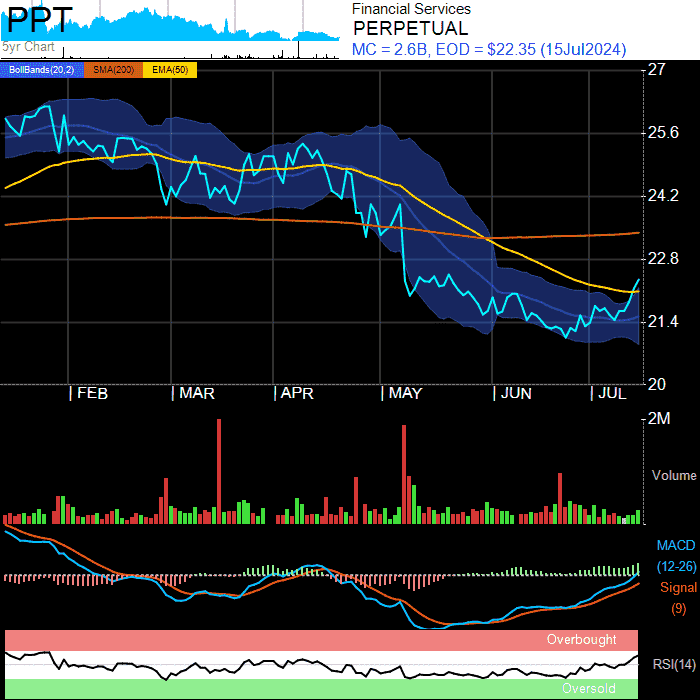 PPT
5yr Chart
Financial Services
PERPETUAL
MC = 2.6B, EOD = $22.35 (15Jul2024)
BollBands(20,2) SMA(200) EMA(50)
27
25.6
24.2
22.8
21.4
20
FEB MAR APR MAY JUN JUL
2M
Volume
MACD
(12-26)
Signal
(9)
Overbought
RSI(14)
Oversold